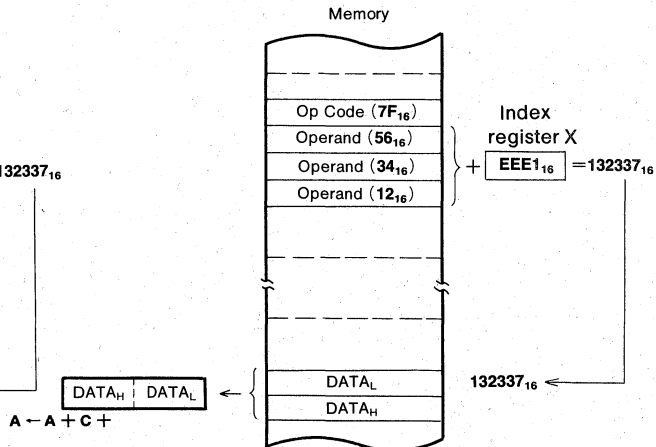 Memory
Op Code (7F₁₆)
Operand (56₁₆)
Operand (34₁₆)
Operand (12₁₆)
Index
register X
+ EEE1₁₆ =132337₁₆
132337₁₆
DATAH DATAL ←
DATAL
DATAH
132337₁₆
A ← A + C +